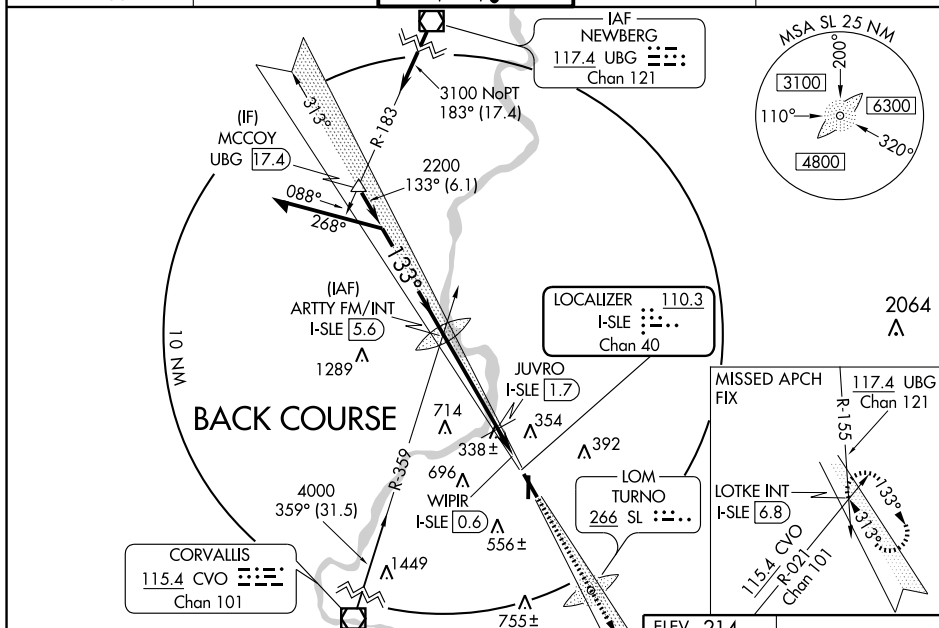 IAF
NEWBERG
117.4 UBG
Chan 121
MSA SL 25 NM
200°
3100
6300
110°
320°
4800
313°
3100 NoPT
183° (17.4)
R-183
(IF)
MCCOY
UBG 17.4
2200
133° (6.1)
088°
268°
133°
(IAF)
ARTTY FM/INT
I-SLE 5.6
1289
LOCALIZER 110.3
I-SLE
Chan 40
2064
10 NM
JUVRO
I-SLE 1.7
BACK COURSE
714
354
338±
392
R-359
696
WIPIR
I-SLE 0.6
556±
LOM
TURNO
266 SL
4000
359° (31.5)
CORVALLIS
115.4 CVO
Chan 101
1449
755±
MISSED APCH
FIX
117.4 UBG
Chan 121
R-155
LOTKE INT
I-SLE 6.8
133°
313°
115.4 CVO
R-021
Chan 101
ELEV 214